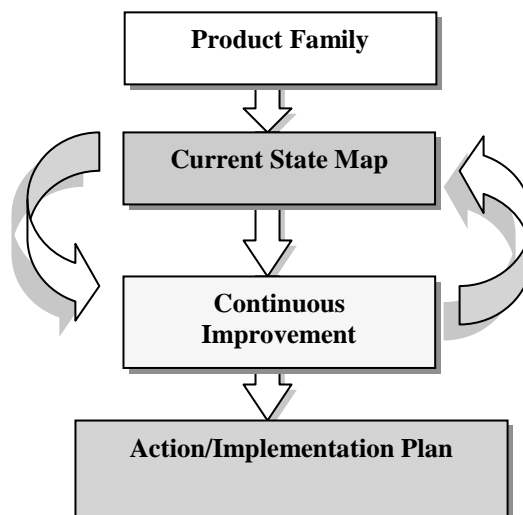 Product Family
Current State Map
Continuous
Improvement
Action/Implementation Plan